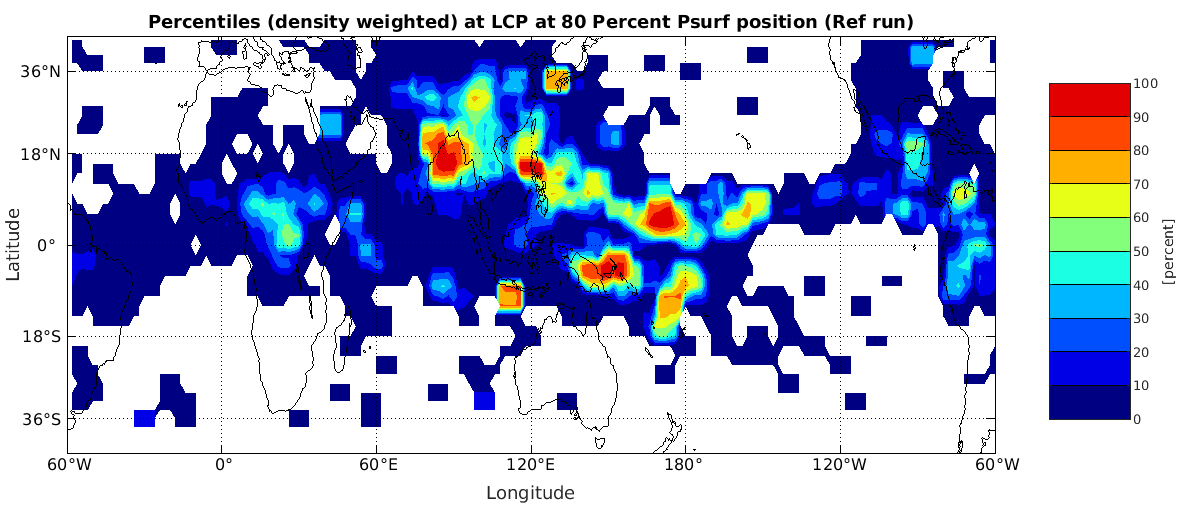 Percentiles (density weighted) at LCP at 80 Percent Psurf position (Ref run)
Latitude
36°N
18°N
0°
18°S
36°S
60°W
0°
60°E
120°E
180°
120°W
60°W
Longitude
100
90
80
70
60
50
40
30
20
10
0
[percent]